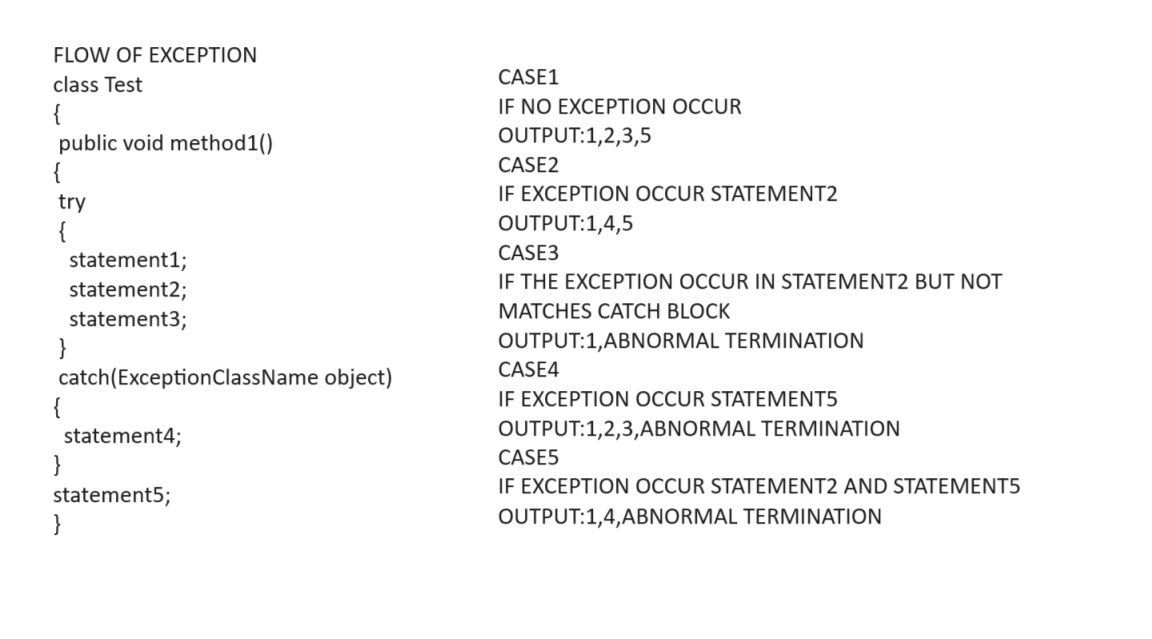 FLOW OF EXCEPTION
class Test
{
public void method1()
{
try
{
statement1;
statement2;
statement3;
}
catch(ExceptionClassName object)
{
statement4;
}
statement5;
}
CASE1
IF NO EXCEPTION OCCUR
OUTPUT:1,2,3,5
CASE2
IF EXCEPTION OCCUR STATEMENT2
OUTPUT:1,4,5
CASE3
IF THE EXCEPTION OCCUR IN STATEMENT2 BUT NOT
MATCHES CATCH BLOCK
OUTPUT:1,ABNORMAL TERMINATION
CASE4
IF EXCEPTION OCCUR STATEMENT5
OUTPUT:1,2,3,ABNORMAL TERMINATION
CASE5
IF EXCEPTION OCCUR STATEMENT2 AND STATEMENT5
OUTPUT:1,4,ABNORMAL TERMINATION